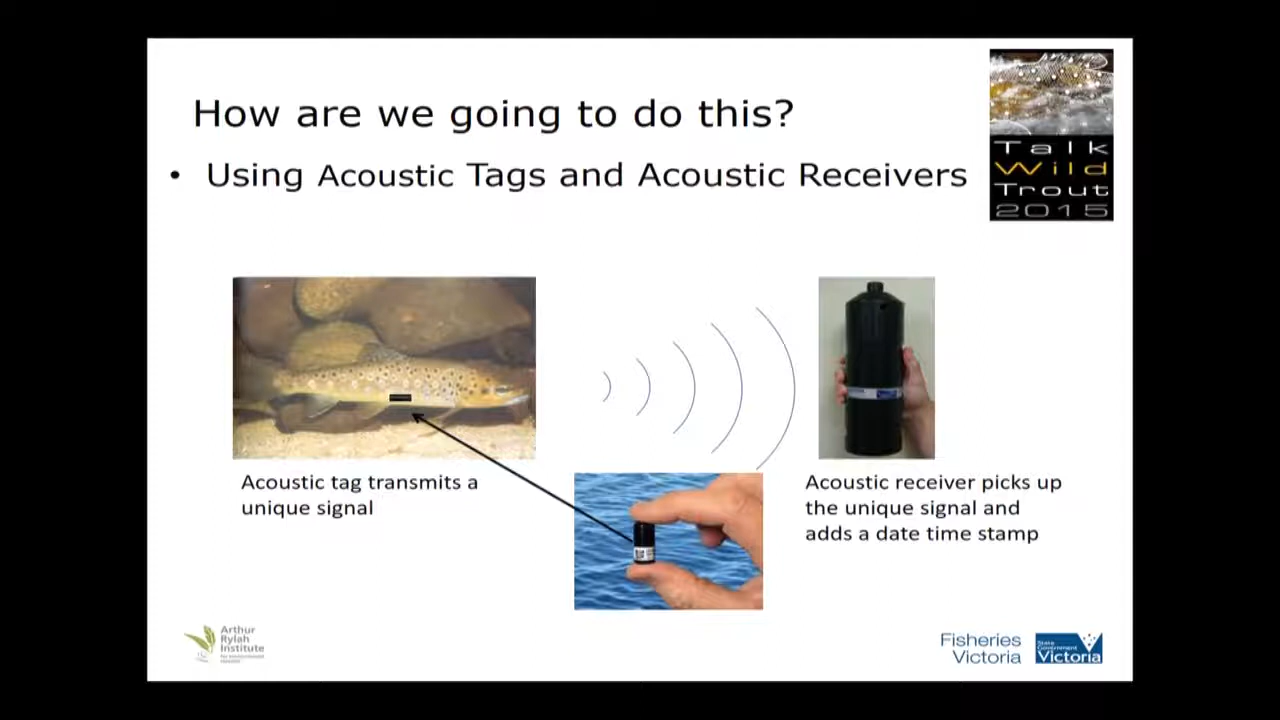 How are we going to do this?
• Using Acoustic Tags and Acoustic Receivers
Talk
Wild
Trout
2015
Acoustic tag transmits a
unique signal
Acoustic receiver picks up
the unique signal and
adds a date time stamp
Arthur
Rylah
Institute
Fisheries
Victoria
State
Government
Victoria